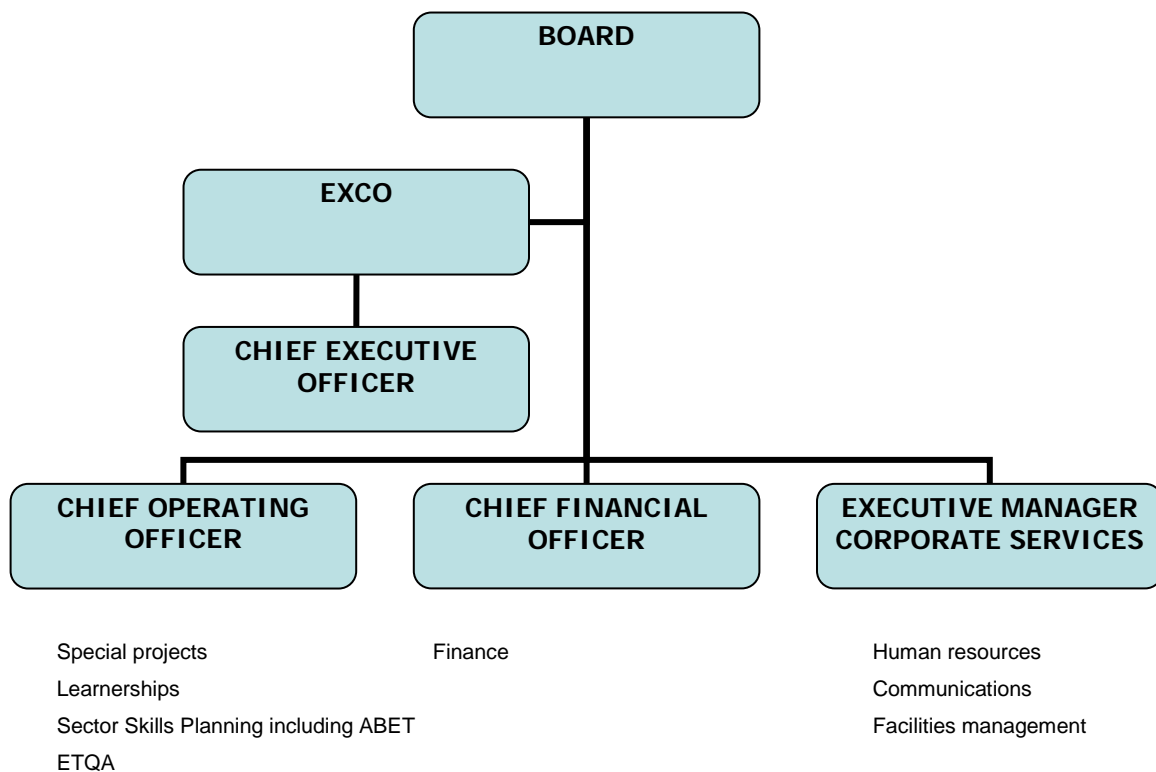 BOARD
EXCO
CHIEF EXECUTIVE
OFFICER
CHIEF OPERATING
OFFICER
CHIEF FINANCIAL
OFFICER
EXECUTIVE MANAGER
CORPORATE SERVICES
Special projects
Learnerships
Sector Skills Planning including ABET
ETQA
Finance
Human resources
Communications
Facilities management